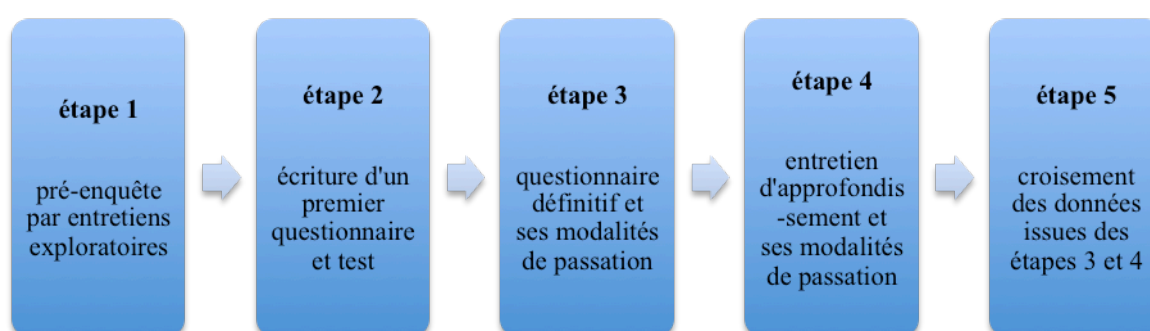 étape 1
pré-enquête
par entretiens
exploratoires
étape 2
écriture d'un
premier
questionnaire
et test
étape 3
questionnaire
définitif et
ses modalités
de passation
étape 4
entretien
d'approfondis
-sement et
ses modalités
de passation
étape 5
croisement
des données
issues des
étapes 3 et 4